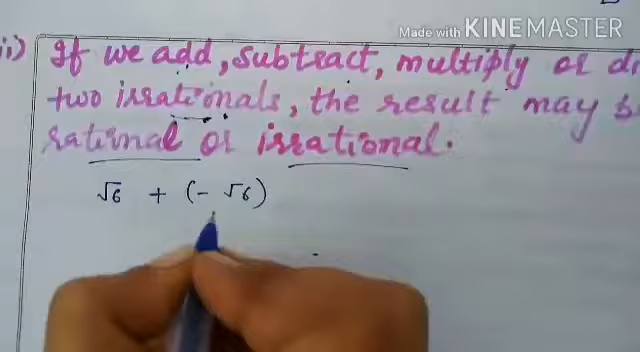 Made with KINEMASTER
ii) If we add, subtract, multiply or
two irrationals, the result may
rational or irrational.
√6 + (- √6)